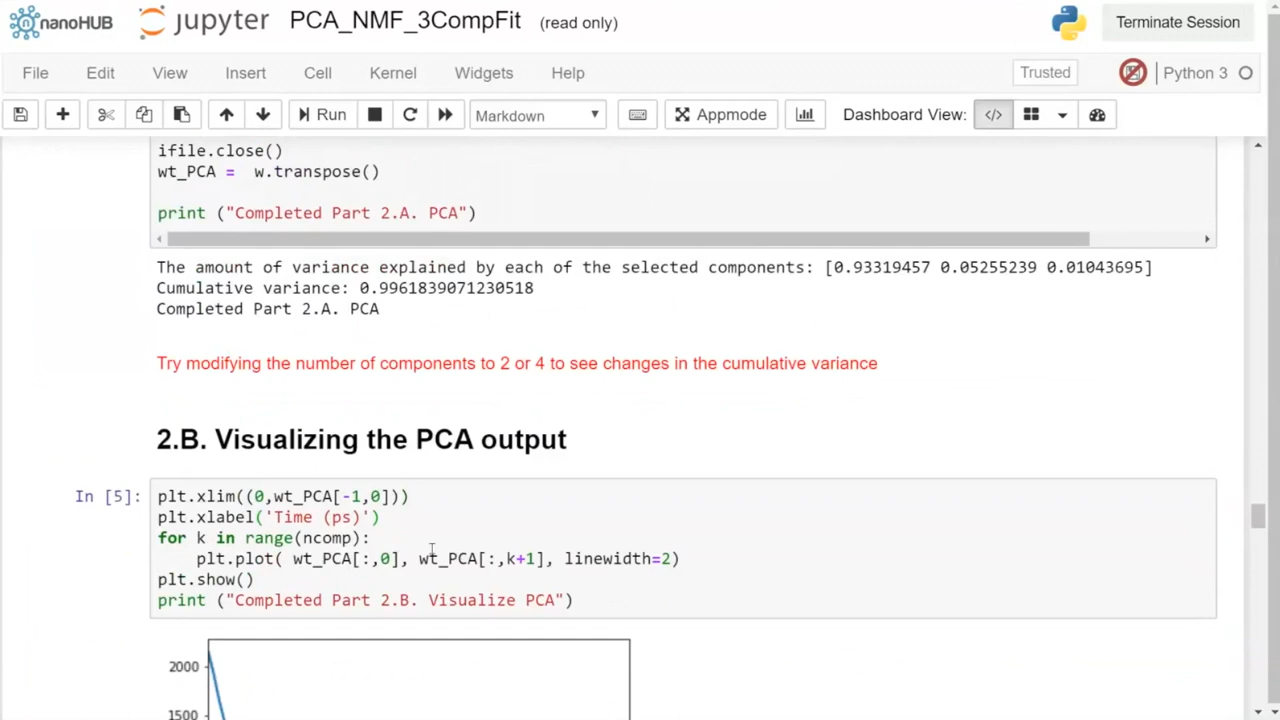 nanoHUB jupyter PCA_NMF_3CompFit (read only) Terminate Session
File Edit View Insert Cell Kernel Widgets Help Trusted Python 3
Run Markdown Appmode Dashboard View: </>
ifile.close()
wt_PCA =  w.transpose()
print ("Completed Part 2.A. PCA")
The amount of variance explained by each of the selected components: [0.93319457 0.05255239 0.01043695]
Cumulative variance: 0.9961839071230518
Completed Part 2.A. PCA
Try modifying the number of components to 2 or 4 to see changes in the cumulative variance
2.B. Visualizing the PCA output
In [5]: plt.xlim((0,wt_PCA[-1,0]))
plt.xlabel('Time (ps)')
for k in range(ncomp):
    plt.plot( wt_PCA[:,0], wt_PCA[:,k+1], linewidth=2)
plt.show()
print ("Completed Part 2.B. Visualize PCA")
2000
1500